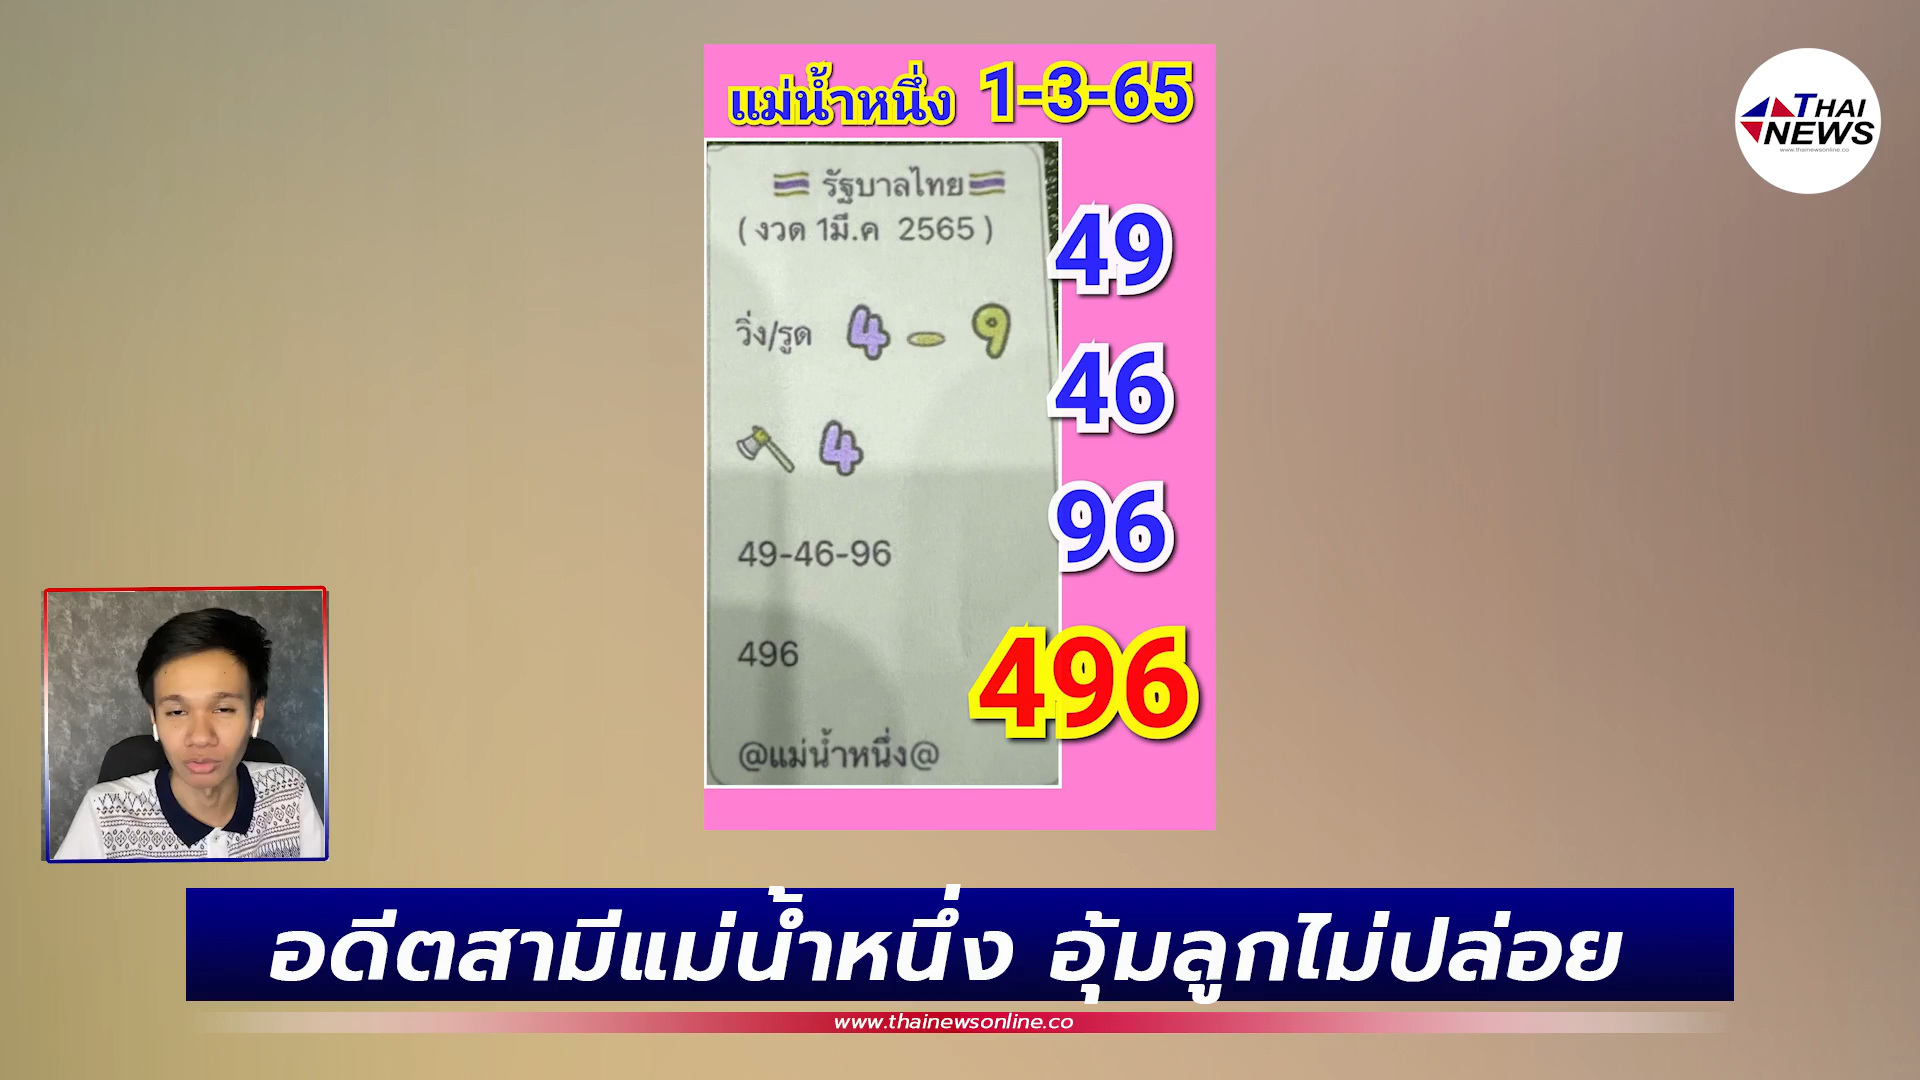 แม่น้ำหนึ่ง 1-3-65
THAI
NEWS
www.thainewsonline.co
รัฐบาลไทย
( งวด 1มี.ค 2565 )
49
วิ่ง/รูด 4 - 9
46
4
49-46-96
96
496
496
@แม่น้ำหนึ่ง@
อดีตสามีแม่น้ำหนึ่ง อุ้มลูกไม่ปล่อย
www.thainewsonline.co